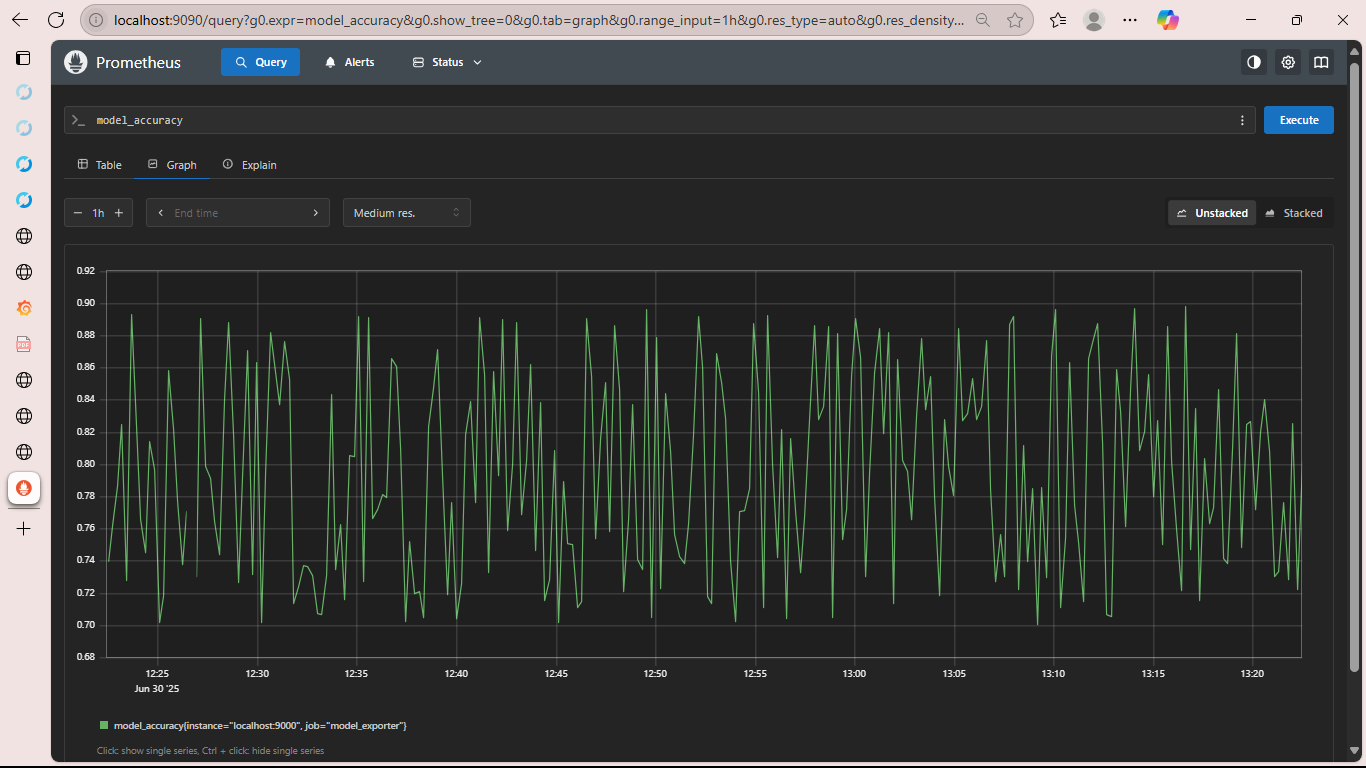 localhost:9090/query?g0.expr=model_accuracy&g0.show_tree=0&g0.tab=graph&g0.range_input=1h&g0.res_type=auto&g0.res_density...
Prometheus
Query
Alerts
Status
>_ model_accuracy
Execute
Table
Graph
Explain
1h
End time
Medium res.
Unstacked
Stacked
0.92
0.90
0.88
0.86
0.84
0.82
0.80
0.78
0.76
0.74
0.72
0.70
0.68
12:25
12:30
12:35
12:40
12:45
12:50
12:55
13:00
13:05
13:10
13:15
13:20
Jun 30 '25
model_accuracy{instance="localhost:9000", job="model_exporter"}
Click: show single series, Ctrl + click: hide single series
PDF